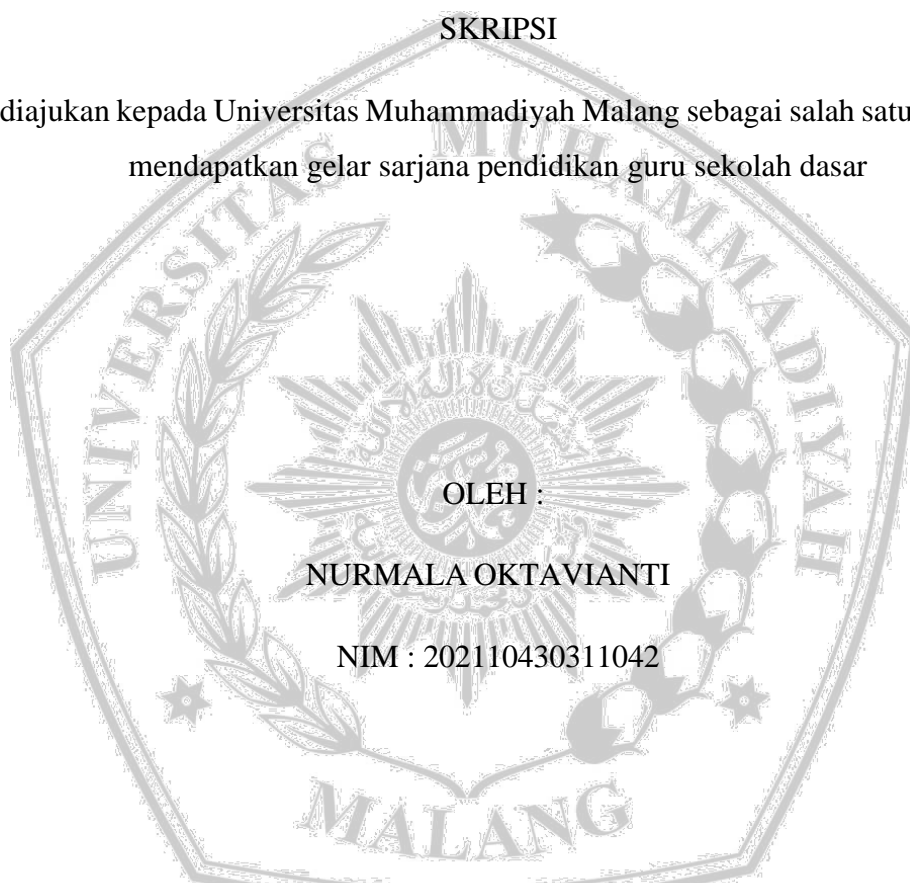 SKRIPSI
diajukan kepada Universitas Muhammadiyah Malang sebagai salah satu
mendapatkan gelar sarjana pendidikan guru sekolah dasar
UNIVERSITAS MUHAMMADIYAH
OLEH :
NURMALA OKTAVIANTI
NIM : 202110430311042
MALANG